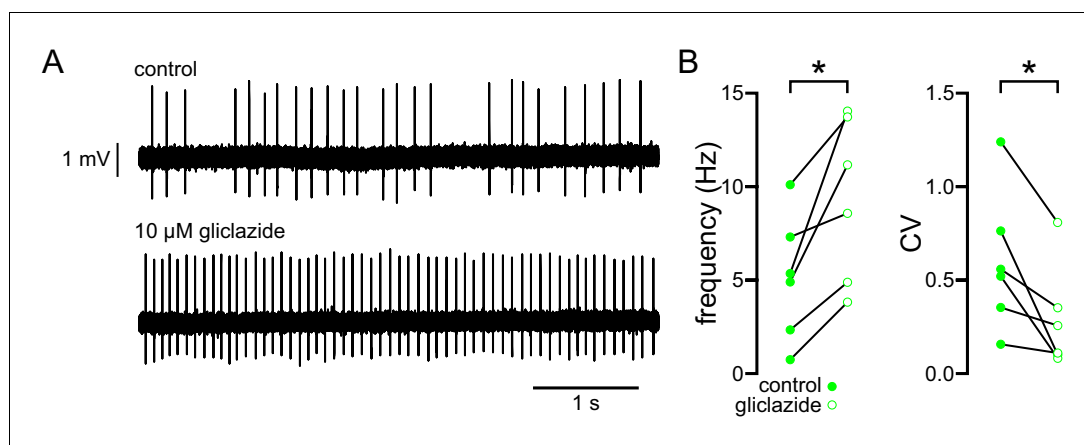 A
control
1 mV
10 µM gliclazide
1 s
B
*
15
10
5
0
frequency (Hz)
control
gliclazide
*
1.5
1.0
0.5
0.0
CV